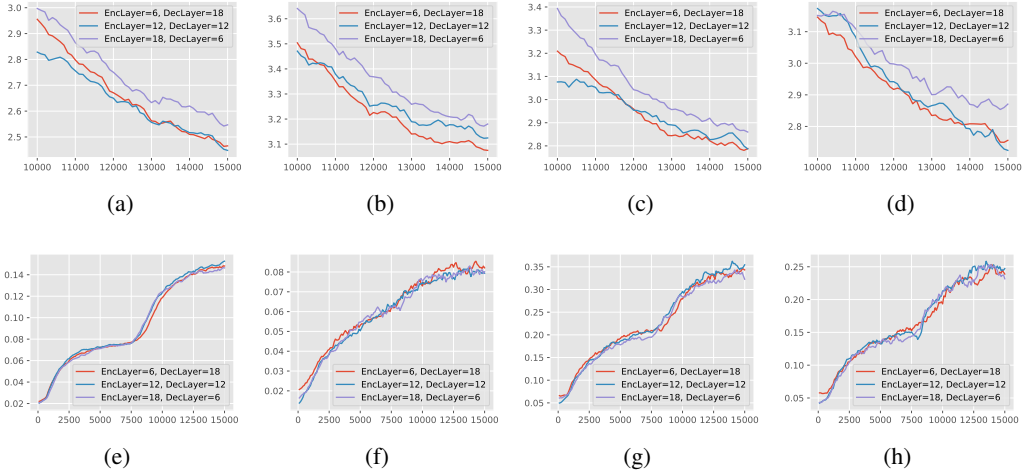 3.0
2.9
2.8
2.7
2.6
2.5
EncLayer=6, DecLayer=18
EncLayer=12, DecLayer=12
EncLayer=18, DecLayer=6
10000 11000 12000 13000 14000 15000
(a)
3.6
3.5
3.4
3.3
3.2
3.1
EncLayer=6, DecLayer=18
EncLayer=12, DecLayer=12
EncLayer=18, DecLayer=6
10000 11000 12000 13000 14000 15000
(b)
3.4
3.3
3.2
3.1
3.0
2.9
2.8
EncLayer=6, DecLayer=18
EncLayer=12, DecLayer=12
EncLayer=18, DecLayer=6
10000 11000 12000 13000 14000 15000
(c)
3.1
3.0
2.9
2.8
EncLayer=6, DecLayer=18
EncLayer=12, DecLayer=12
EncLayer=18, DecLayer=6
10000 11000 12000 13000 14000 15000
(d)
0.14
0.12
0.10
0.08
0.06
0.04
0.02
EncLayer=6, DecLayer=18
EncLayer=12, DecLayer=12
EncLayer=18, DecLayer=6
0 2500 5000 7500 10000 12500 15000
(e)
0.08
0.06
0.04
0.02
EncLayer=6, DecLayer=18
EncLayer=12, DecLayer=12
EncLayer=18, DecLayer=6
0 2500 5000 7500 10000 12500 15000
(f)
0.35
0.30
0.25
0.20
0.15
0.10
0.05
EncLayer=6, DecLayer=18
EncLayer=12, DecLayer=12
EncLayer=18, DecLayer=6
0 2500 5000 7500 10000 12500 15000
(g)
0.25
0.20
0.15
0.10
0.05
EncLayer=6, DecLayer=18
EncLayer=12, DecLayer=12
EncLayer=18, DecLayer=6
0 2500 5000 7500 10000 12500 15000
(h)